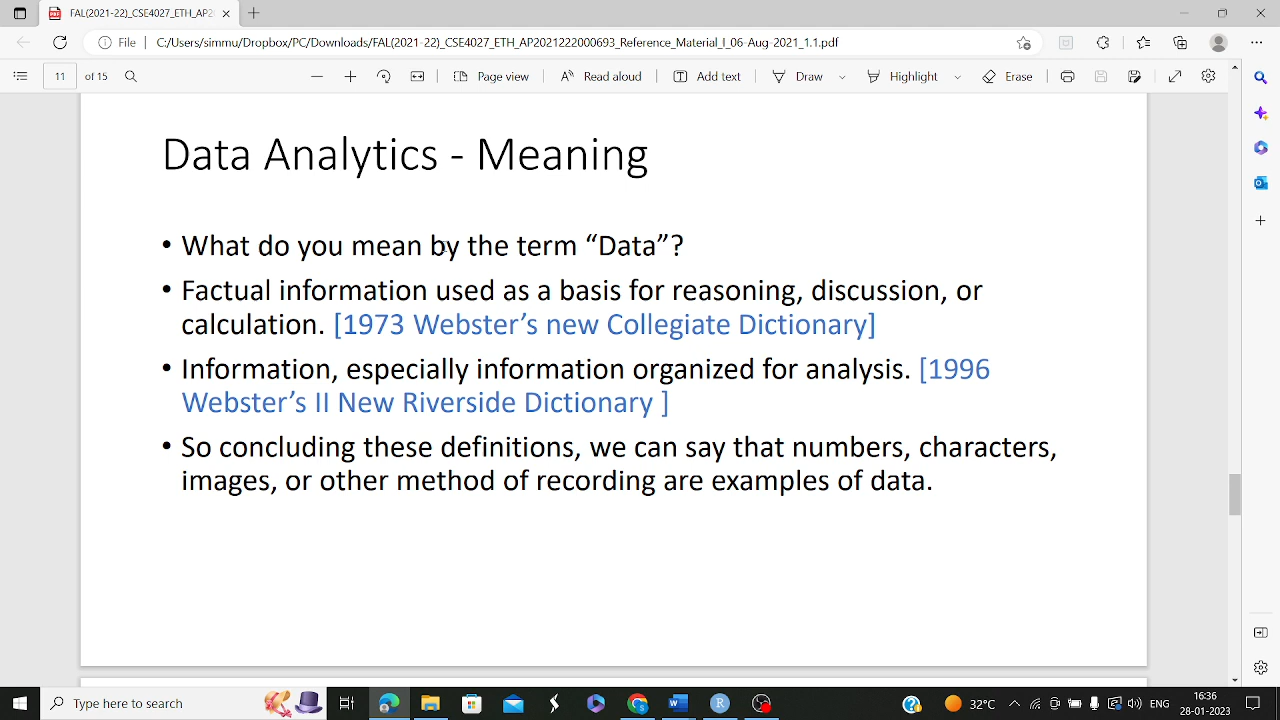 FAL(2021-22)_CSE4027_ETH_AP2
File C:/Users/simmu/Dropbox/PC/Downloads/FAL(2021-22)_CSE4027_ETH_AP2021222000693_Reference_Material_I_06-Aug-2021_1.1.pdf
11 of 15 Page view Read aloud Add text Draw Highlight Erase
Data Analytics - Meaning
• What do you mean by the term “Data”?
• Factual information used as a basis for reasoning, discussion, or
calculation. [1973 Webster’s new Collegiate Dictionary]
• Information, especially information organized for analysis. [1996
Webster’s II New Riverside Dictionary ]
• So concluding these definitions, we can say that numbers, characters,
images, or other method of recording are examples of data.
Type here to search
32°C
ENG
16:36
28-01-2023